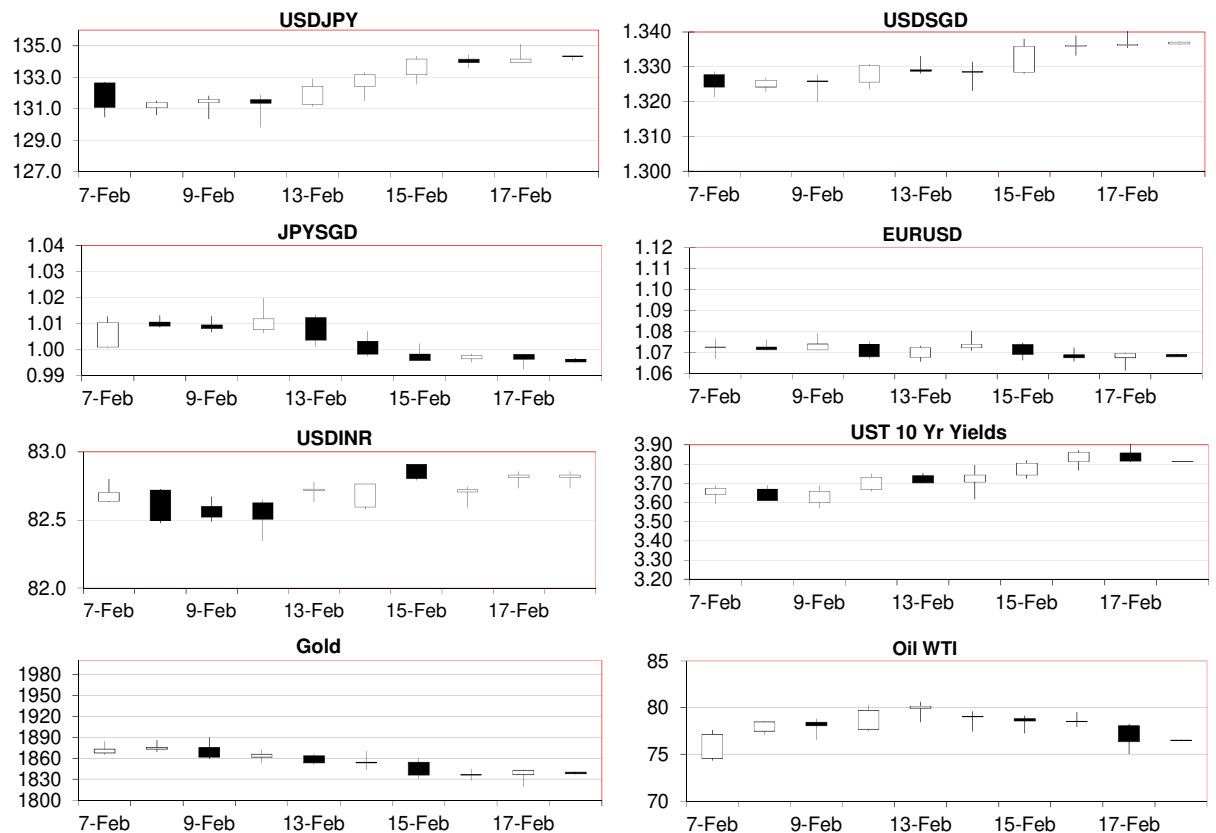 USDJPY
135.0
133.0
131.0
129.0
127.0
7-Feb 9-Feb 13-Feb 15-Feb 17-Feb
USDSGD
1.340
1.330
1.320
1.310
1.300
7-Feb 9-Feb 13-Feb 15-Feb 17-Feb
JPYSGD
1.04
1.03
1.02
1.01
1.00
0.99
7-Feb 9-Feb 13-Feb 15-Feb 17-Feb
EURUSD
1.12
1.11
1.10
1.09
1.08
1.07
1.06
7-Feb 9-Feb 13-Feb 15-Feb 17-Feb
USDINR
83.0
82.5
82.0
7-Feb 9-Feb 13-Feb 15-Feb 17-Feb
UST 10 Yr Yields
3.90
3.80
3.70
3.60
3.50
3.40
3.30
3.20
7-Feb 9-Feb 13-Feb 15-Feb 17-Feb
Gold
1980
1950
1920
1890
1860
1830
1800
7-Feb 9-Feb 13-Feb 15-Feb 17-Feb
Oil WTI
85
80
75
70
7-Feb 9-Feb 13-Feb 15-Feb 17-Feb